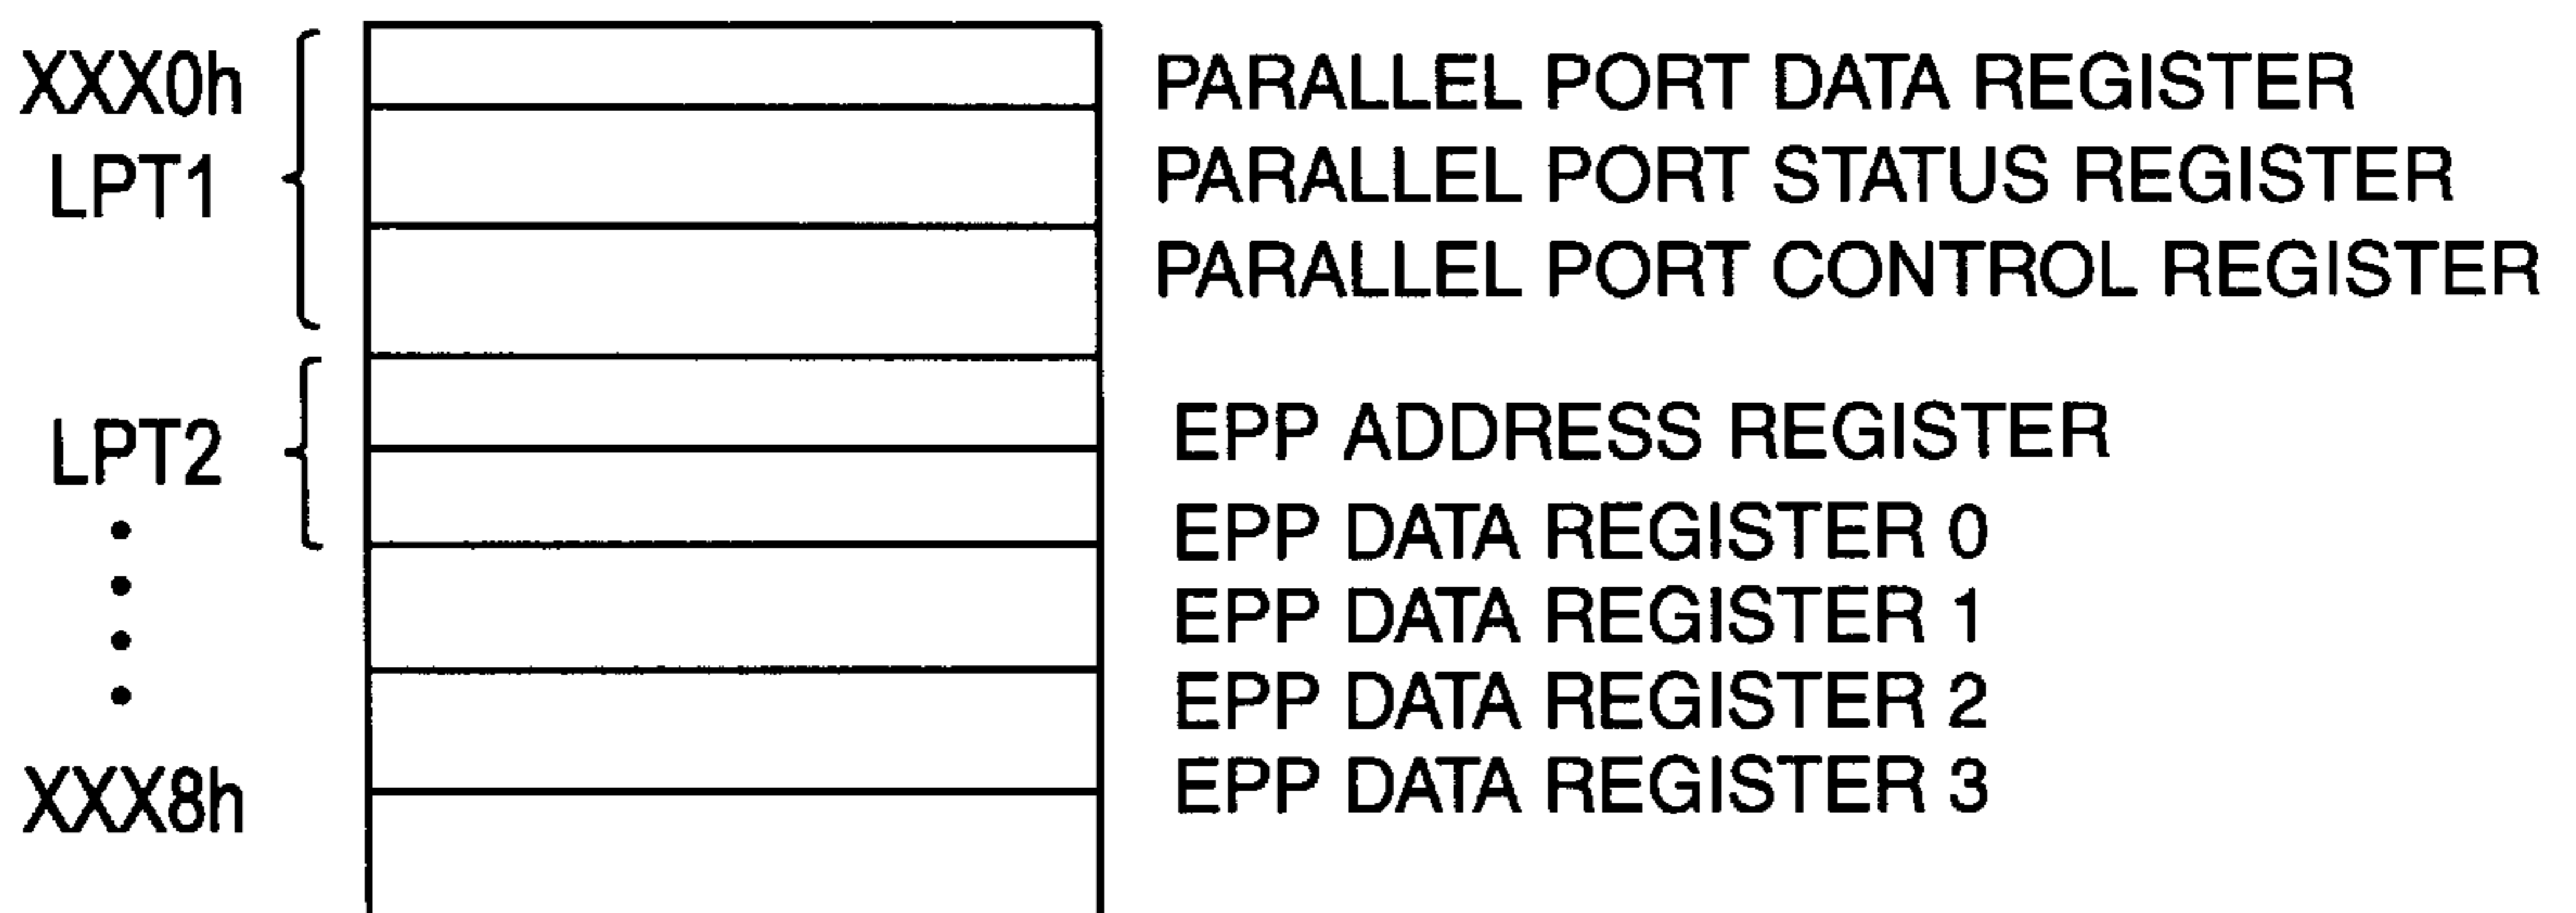 XXX0h PARALLEL PORT DATA REGISTER
LPT1 PARALLEL PORT STATUS REGISTER
PARALLEL PORT CONTROL REGISTER
LPT2 EPP ADDRESS REGISTER
EPP DATA REGISTER 0
EPP DATA REGISTER 1
EPP DATA REGISTER 2
XXX8h EPP DATA REGISTER 3